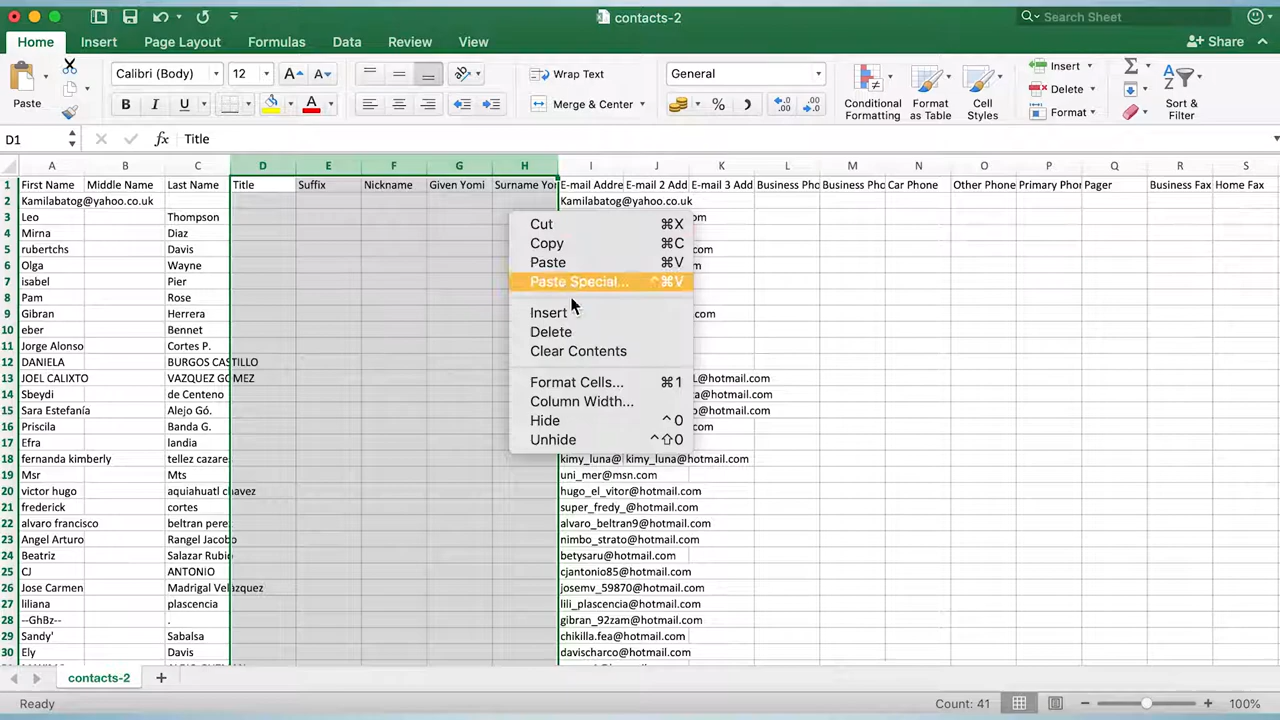 contacts-2
Search Sheet
Home Insert Page Layout Formulas Data Review View
Share
Paste
Calibri (Body) 12 A A
B I U A
Wrap Text
Merge & Center
General
%
Conditional Formatting
Format as Table
Cell Styles
Insert
Delete
Format
Sort & Filter
D1 fx Title
A B C D E F G H I J K L M N O P Q R S
1 First Name Middle Name Last Name Title Suffix Nickname Given Yomi Surname Yo E-mail Addre E-mail 2 Add E-mail 3 Add Business Pho Business Pho Car Phone Other Phone Primary Phon Pager Business Fax Home Fax
2 Kamilabatog@yahoo.co.uk Kamilabatog@yahoo.co.uk
3 Leo Thompson om
4 Mirna Diaz
5 rubertchs Davis com
6 Olga Wayne
7 isabel Pier
8 Pam Rose
9 Gibran Herrera com
10 eber Bennet
11 Jorge Alonso Cortes P.
12 DANIELA BURGOS CASTILLO
13 JOEL CALIXTO VAZQUEZ GOMEZ L@hotmail.com
14 Sbeydi de Centeno a@hotmail.com
15 Sara Estefanía Alejo Gó. o@hotmail.com
16 Priscila Banda G. com
17 Efra landia
18 fernanda kimberly tellez cazare kimy_luna@ kimy_luna@hotmail.com
19 Msr Mts uni_mer@msn.com
20 victor hugo aquiahuatl chavez hugo_el_vitor@hotmail.com
21 frederick cortes super_fredy_@hotmail.com
22 alvaro francisco beltran pere alvaro_beltran9@hotmail.com
23 Angel Arturo Rangel Jacobo nimbo_strato@hotmail.com
24 Beatriz Salazar Rubio betysaru@hotmail.com
25 CJ ANTONIO cjantonio85@hotmail.com
26 Jose Carmen Madrigal Velazquez josemv_59870@hotmail.com
27 liliana plascencia lili_plascencia@hotmail.com
28 --GhBz-- . gibran_92zam@hotmail.com
29 Sandy' Sabalsa chikilla.fea@hotmail.com
30 Ely Davis davischarco@hotmail.com
Cut ⌘X
Copy ⌘C
Paste ⌘V
Paste Special... ^⌘V
Insert
Delete
Clear Contents
Format Cells... ⌘1
Column Width...
Hide ^0
Unhide ^⇧0
contacts-2 +
Ready Count: 41 100%